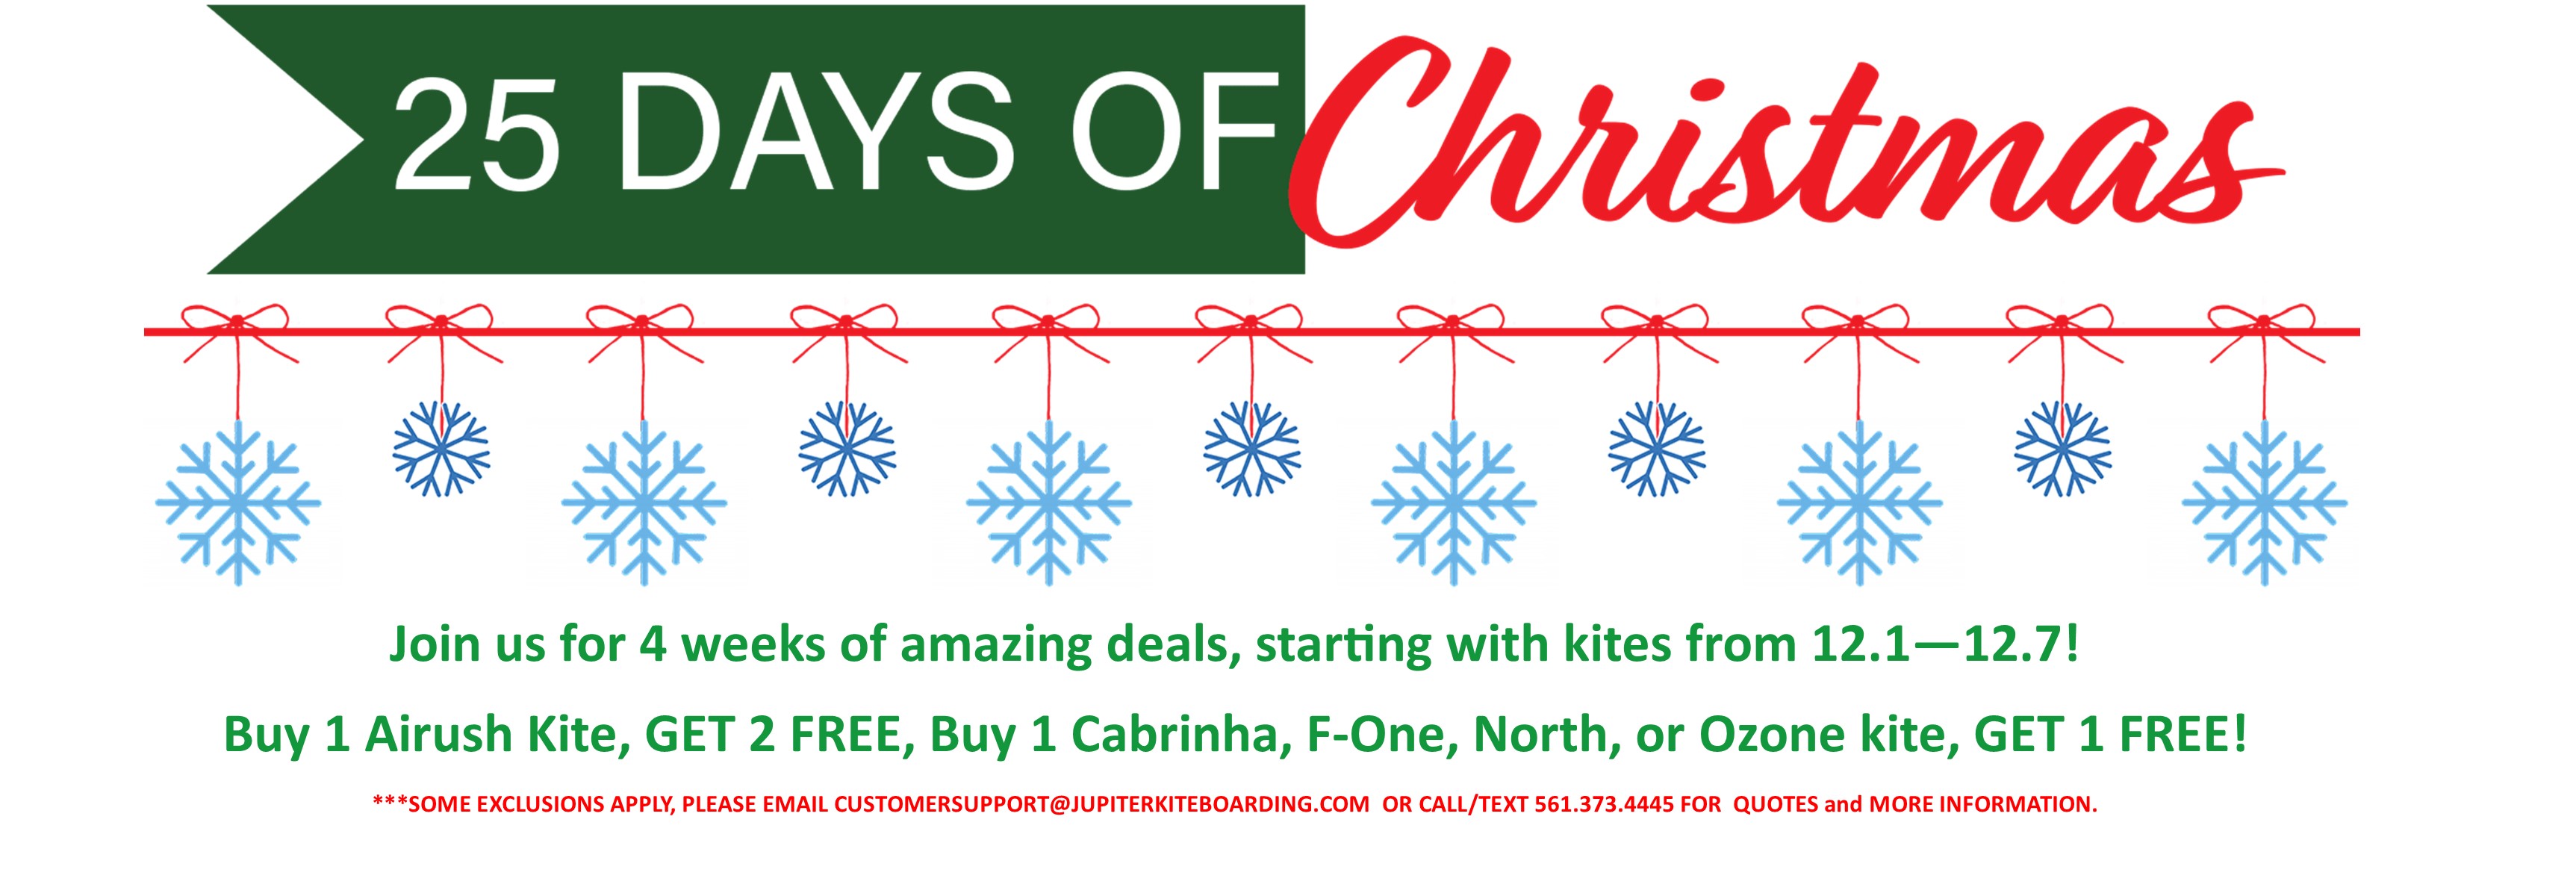 25 DAYS OF Christmas
Join us for 4 weeks of amazing deals, starting with kites from 12.1—12.7!
Buy 1 Airush Kite, GET 2 FREE, Buy 1 Cabrinha, F-One, North, or Ozone kite, GET 1 FREE!
***SOME EXCLUSIONS APPLY, PLEASE EMAIL CUSTOMERSUPPORT@JUPITERKITEBOARDING.COM OR CALL/TEXT 561.373.4445 FOR QUOTES and MORE INFORMATION.